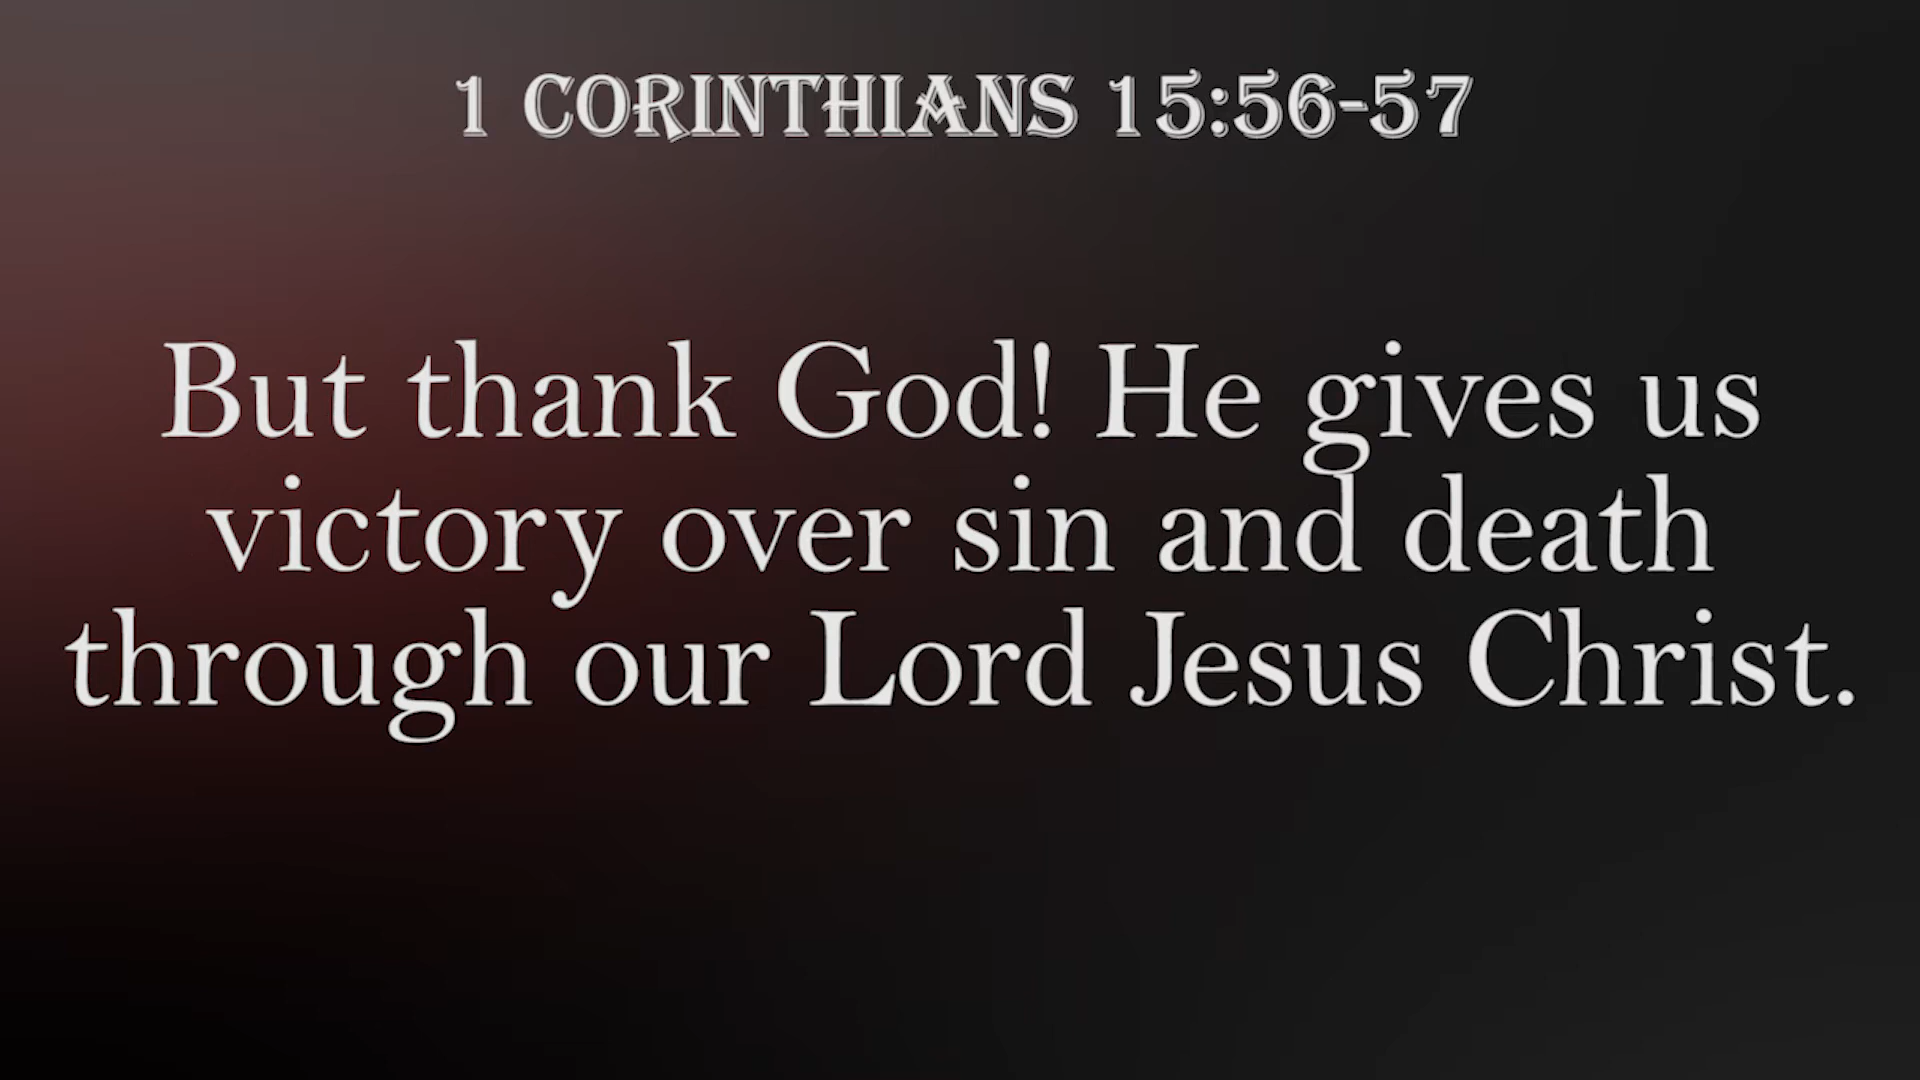 1 CORINTHIANS 15:56-57
But thank God! He gives us
victory over sin and death
through our Lord Jesus Christ.